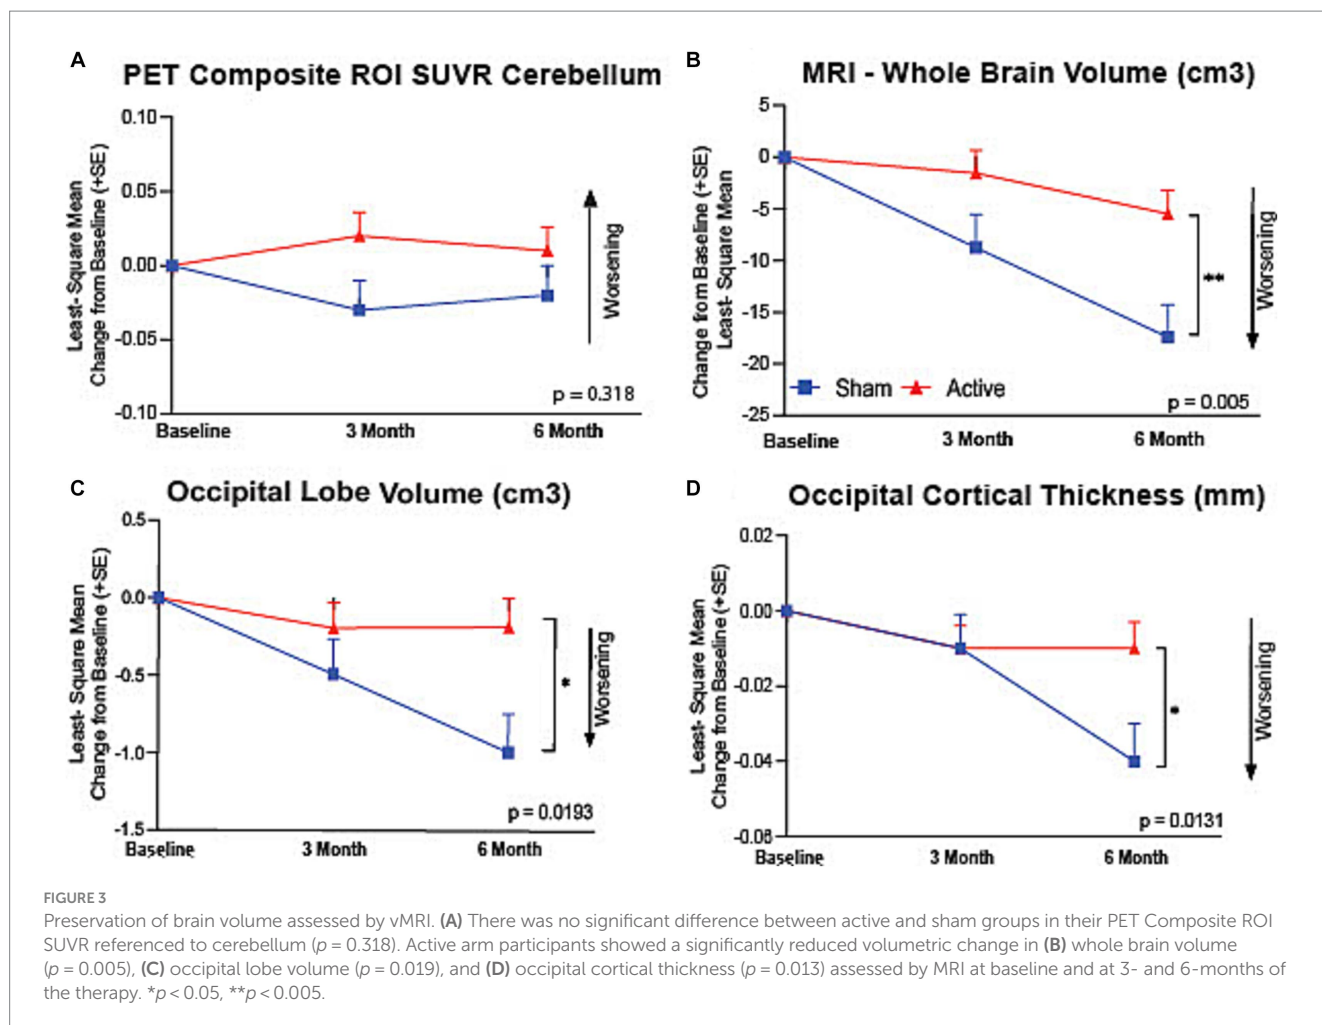 A
PET Composite ROI SUVR Cerebellum
Least- Square Mean
Change from Baseline (+SE)
0.10
0.05
0.00
-0.05
-0.10
Worsening
p = 0.318
Baseline
3 Month
6 Month
B
MRI - Whole Brain Volume (cm3)
Change from Baseline (+SE)
Least- Square Mean
5
0
-5
-10
-15
-20
-25
**
Worsening
Sham
Active
p = 0.005
Baseline
3 Month
6 Month
C
Occipital Lobe Volume (cm3)
Least- Square Mean
Change from Baseline (+SE)
0.5
0.0
-0.5
-1.0
-1.5
*
Worsening
p = 0.0193
Baseline
3 Month
6 Month
D
Occipital Cortical Thickness (mm)
Least- Square Mean
Change from Baseline (+SE)
0.02
0.00
-0.02
-0.04
-0.06
*
Worsening
p = 0.0131
Baseline
3 Month
6 Month
FIGURE 3
Preservation of brain volume assessed by vMRI. (A) There was no significant difference between active and sham groups in their PET Composite ROI
SUVR referenced to cerebellum (p = 0.318). Active arm participants showed a significantly reduced volumetric change in (B) whole brain volume
(p = 0.005), (C) occipital lobe volume (p = 0.019), and (D) occipital cortical thickness (p = 0.013) assessed by MRI at baseline and at 3- and 6-months of
the therapy. *p < 0.05, **p < 0.005.